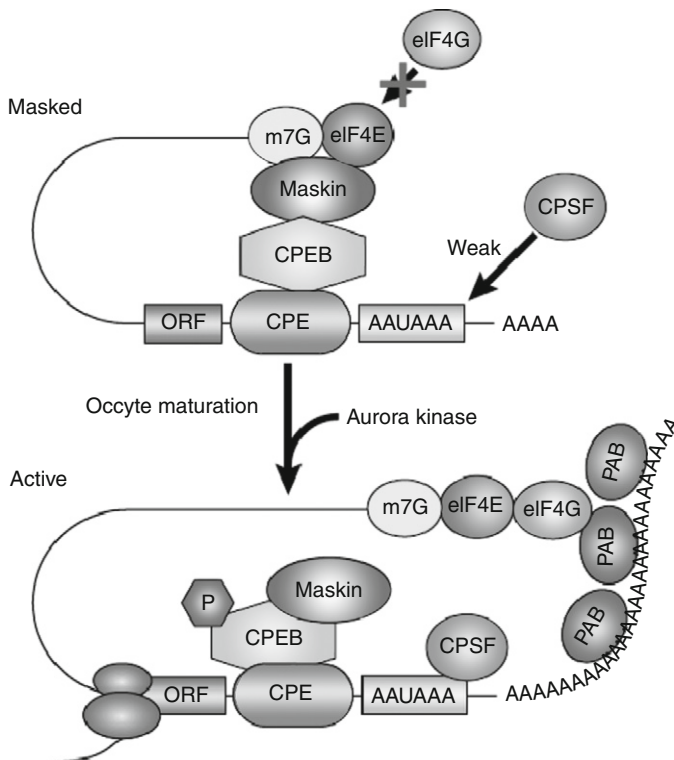 eIF4G
Masked
m7G eIF4E
Maskin
CPSF
CPEB
Weak
ORF CPE AAUAAA AAAA
Occyte maturation
Aurora kinase
Active
PAB
m7G eIF4E eIF4G
PAB
P
Maskin
CPEB
PAB
CPSF
ORF CPE AAUAAA